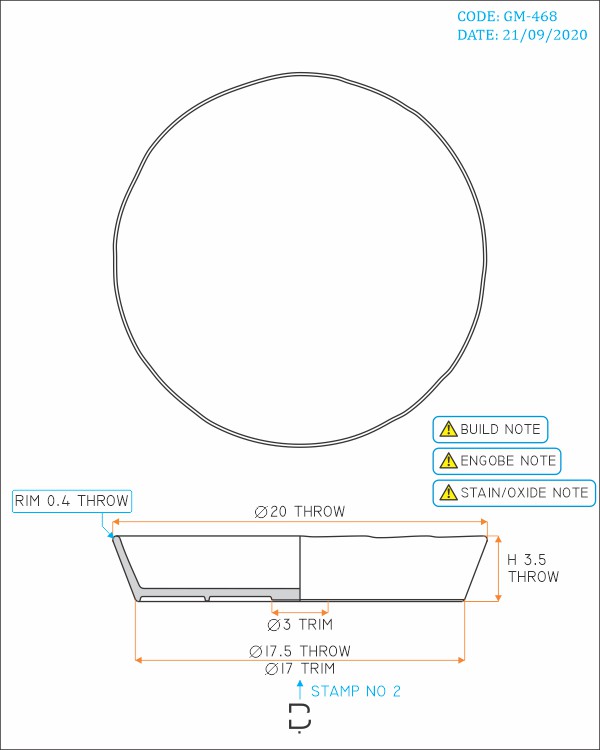 CODE: GM-468
DATE: 21/09/2020
BUILD NOTE
ENGOBE NOTE
STAIN/OXIDE NOTE
RIM 0.4 THROW
∅20 THROW
H 3.5
THROW
∅3 TRIM
∅17.5 THROW
∅17 TRIM
STAMP NO 2